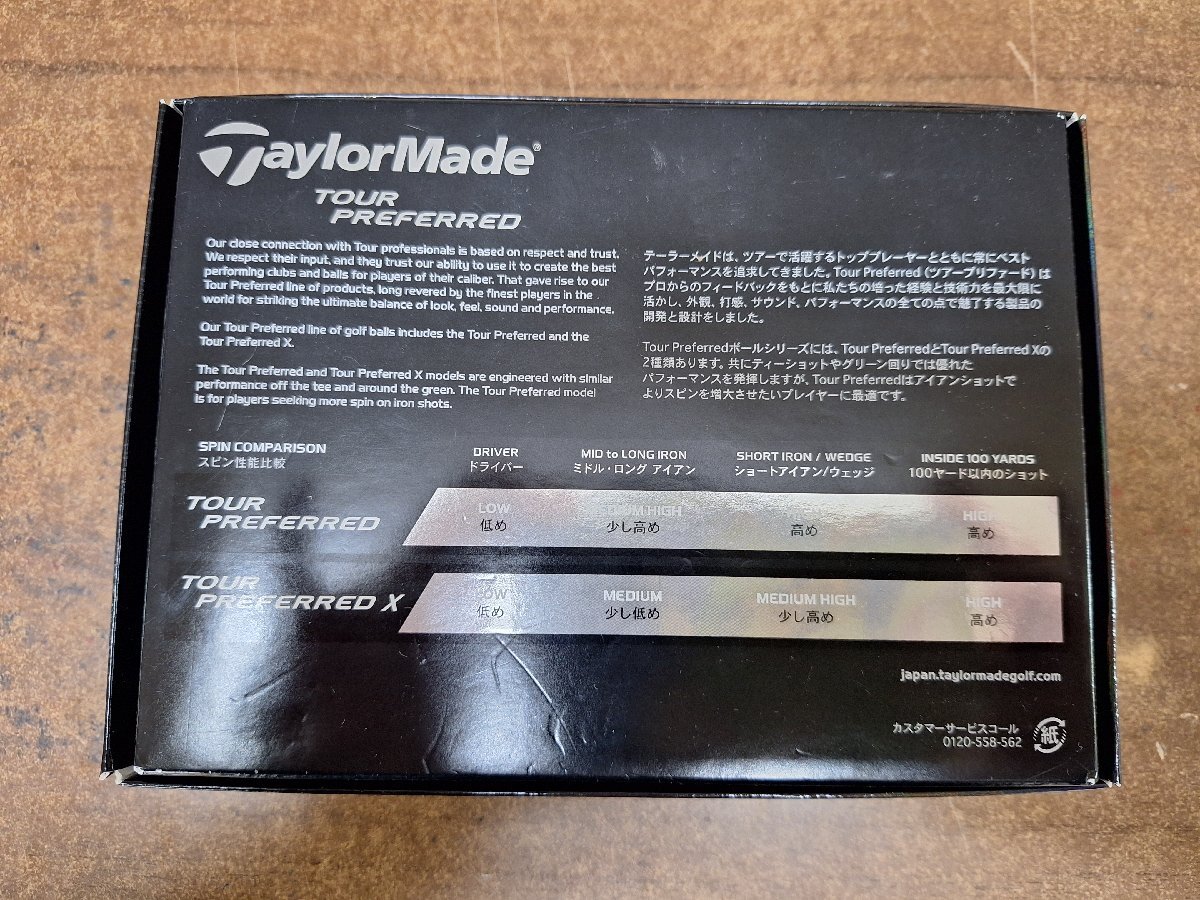 TaylorMade®
TOUR
PREFERRED
Our close connection with Tour professionals is based on respect and trust.
We respect their input, and they trust our ability to use it to create the best
performing clubs and balls for players of their caliber. That gave rise to our
Tour Preferred line of products, long revered by the finest players in the
world for striking the ultimate balance of look, feel, sound and performance.
Our Tour Preferred line of golf balls includes the Tour Preferred and the
Tour Preferred X.
The Tour Preferred and Tour Preferred X models are engineered with similar
performance off the tee and around the green. The Tour Preferred model
is for players seeking more spin on iron shots.
テーラーメイドは、ツアーで活躍するトッププレーヤーとともに常にベスト
パフォーマンスを追求してきました。Tour Preferred (ツアープリファード) は
プロからのフィードバックをもとに私たちの培った経験と技術力を最大限に
活かし、外観、打感、サウンド、パフォーマンスの全ての点で魅了する製品の
開発と設計をしました。
Tour Preferredボールシリーズには、Tour PreferredとTour Preferred Xの
2種類あります。共にティーショットやグリーン回りでは優れた
パフォーマンスを発揮しますが、Tour Preferredはアイアンショットで
よりスピンを増大させたいプレイヤーに最適です。
SPIN COMPARISON
スピン性能比較
DRIVER
ドライバー
MID to LONG IRON
ミドル・ロング アイアン
SHORT IRON / WEDGE
ショートアイアン/ウェッジ
INSIDE 100 YARDS
100ヤード以内のショット
TOUR
PREFERRED
LOW
低め
MEDIUM HIGH
少し高め
高め
HIGH
高め
TOUR
PREFERRED X
LOW
低め
MEDIUM
少し低め
MEDIUM HIGH
少し高め
HIGH
高め
japan.taylormadegolf.com
カスタマーサービスコール
0120-558-562
紙